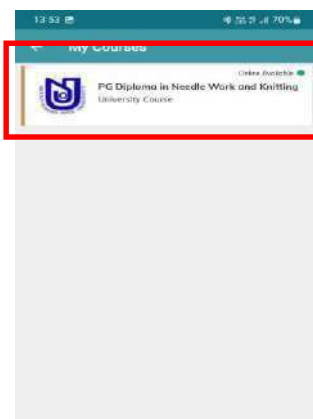 13 53 70%
My Courses
Online Available
PG Diploma in Needle Work and Knitting
University Course